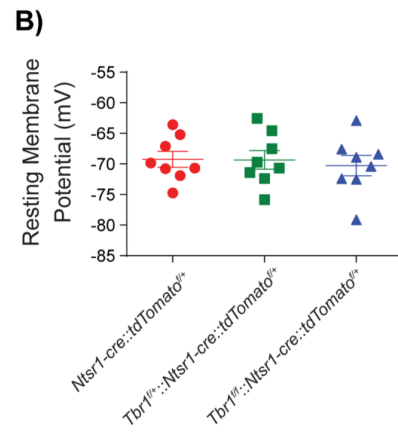 B)
Resting Membrane
Potential (mV)
-55
-60
-65
-70
-75
-80
-85
Ntsr1-cre::tdTomato^f/+
Tbr1^f/+::Ntsr1-cre::tdTomato^f/+
Tbr1^f/f::Ntsr1-cre::tdTomato^f/+